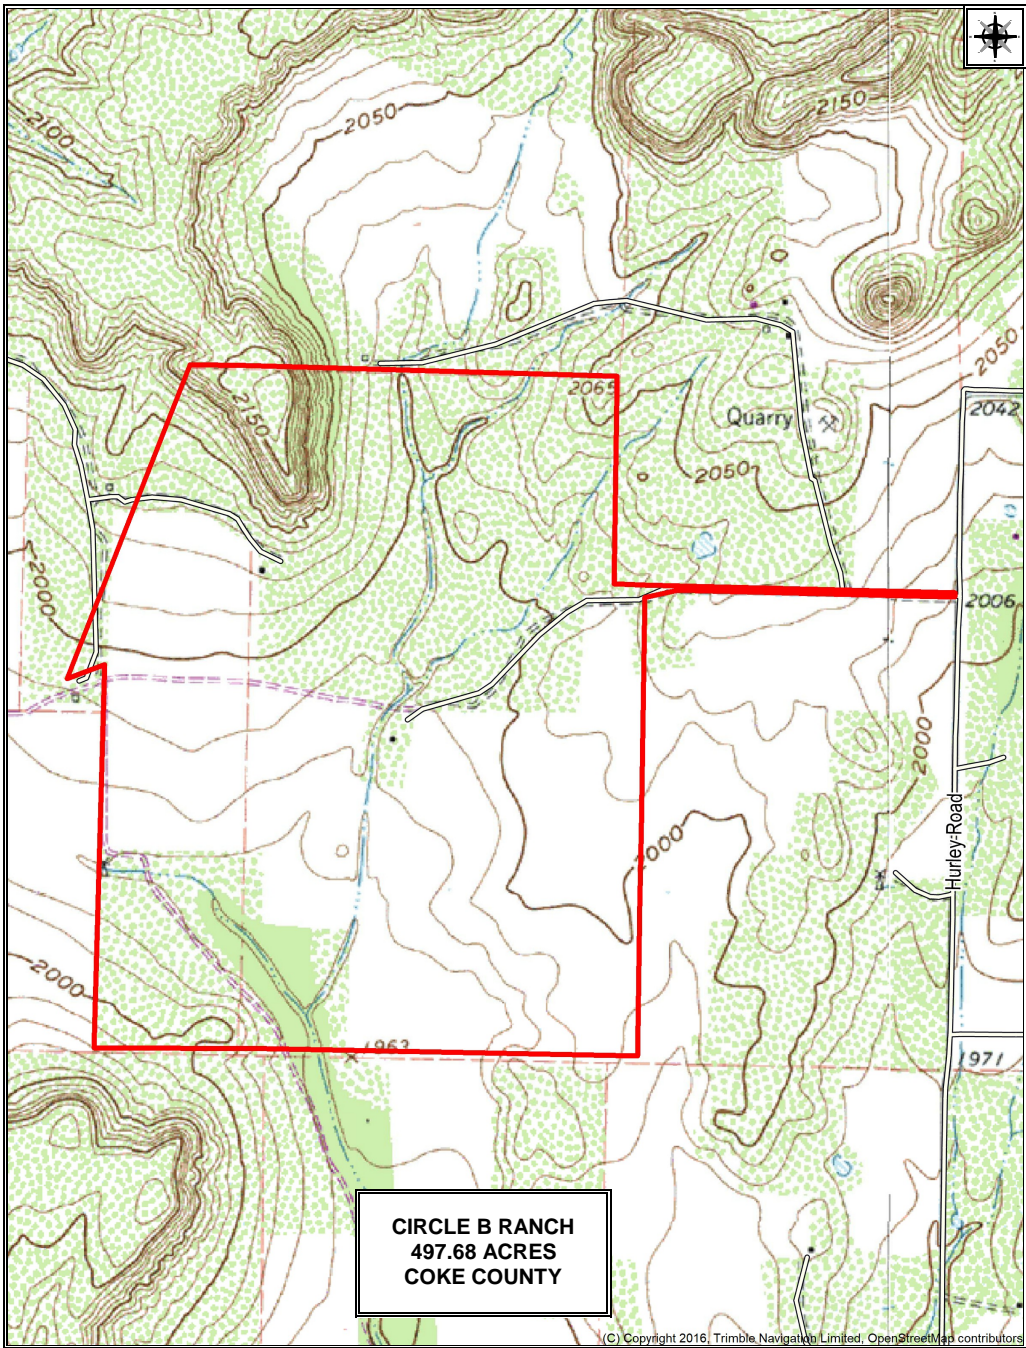 2100
2050
2150
2050
2065
2042
2150
Quarry
2050
2000
2006
2000
Hurley Road
2000
2000
1963
1971
CIRCLE B RANCH
497.68 ACRES
COKE COUNTY
(C) Copyright 2016, Trimble Navigation Limited, OpenStreetMap contributors